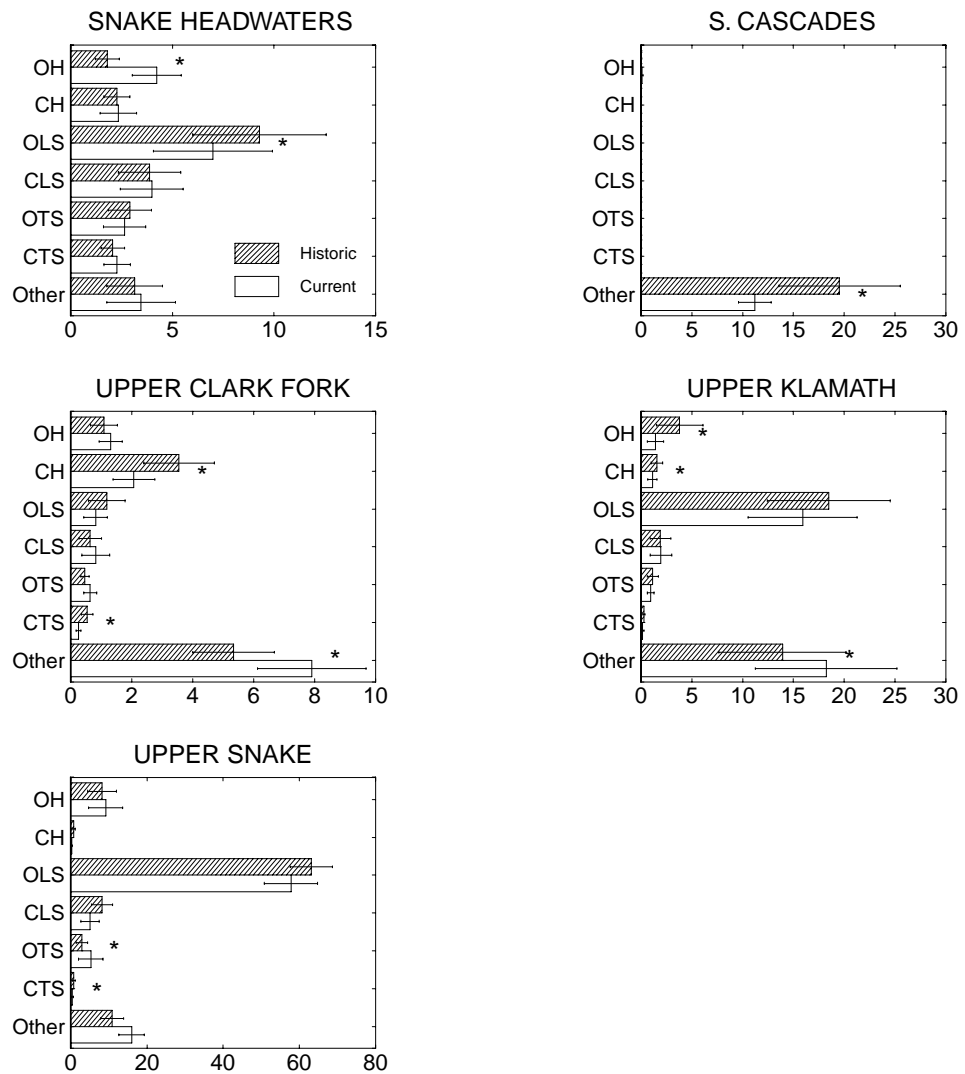 SNAKE HEADWATERS
OH *
CH
OLS *
CLS
OTS
CTS
Other
Historic
Current
0 5 10 15
S. CASCADES
OH
CH
OLS
CLS
OTS
CTS
Other *
0 5 10 15 20 25 30
UPPER CLARK FORK
OH
CH *
OLS
CLS
OTS
CTS *
Other *
0 2 4 6 8 10
UPPER KLAMATH
OH *
CH *
OLS
CLS
OTS
CTS
Other *
0 5 10 15 20 25 30
UPPER SNAKE
OH
CH
OLS
CLS
OTS *
CTS *
Other
0 20 40 60 80